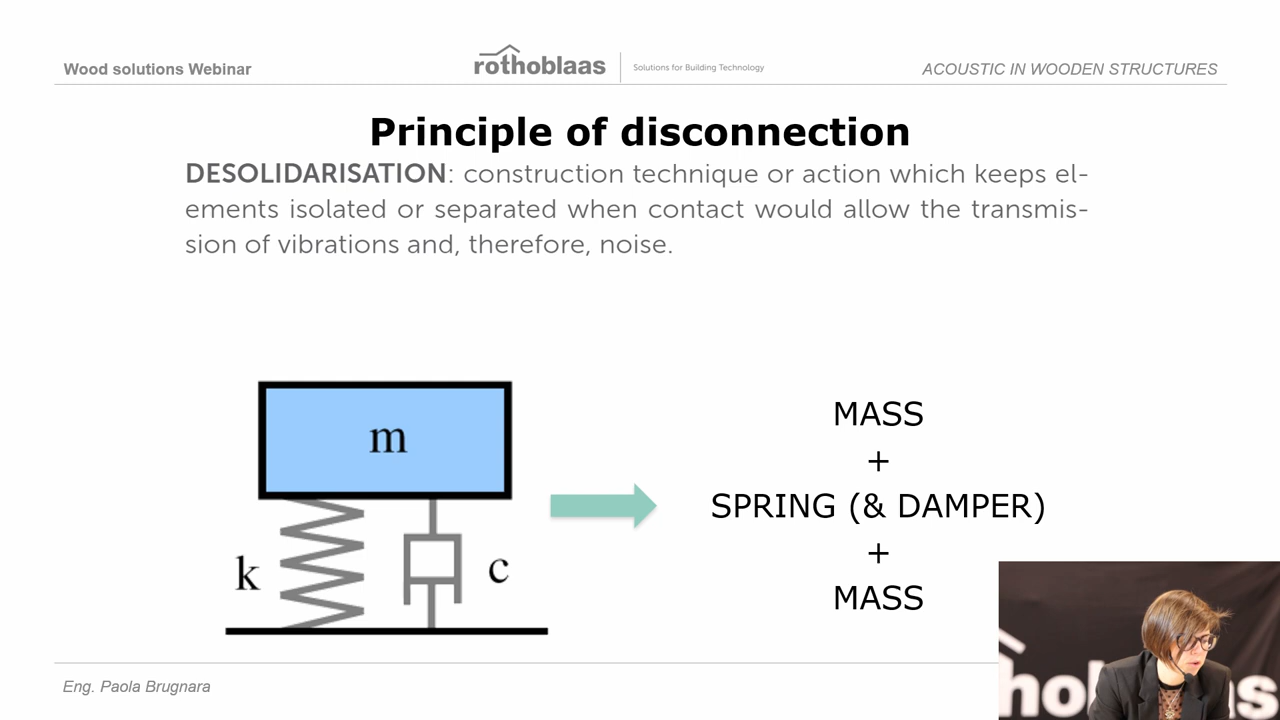 Wood solutions Webinar
rothoblaas
Solutions for Building Technology
ACOUSTIC IN WOODEN STRUCTURES
Principle of disconnection
DESOLIDARISATION: construction technique or action which keeps el-
ements isolated or separated when contact would allow the transmis-
sion of vibrations and, therefore, noise.
m
k
c
MASS
+
SPRING (& DAMPER)
+
MASS
Eng. Paola Brugnara